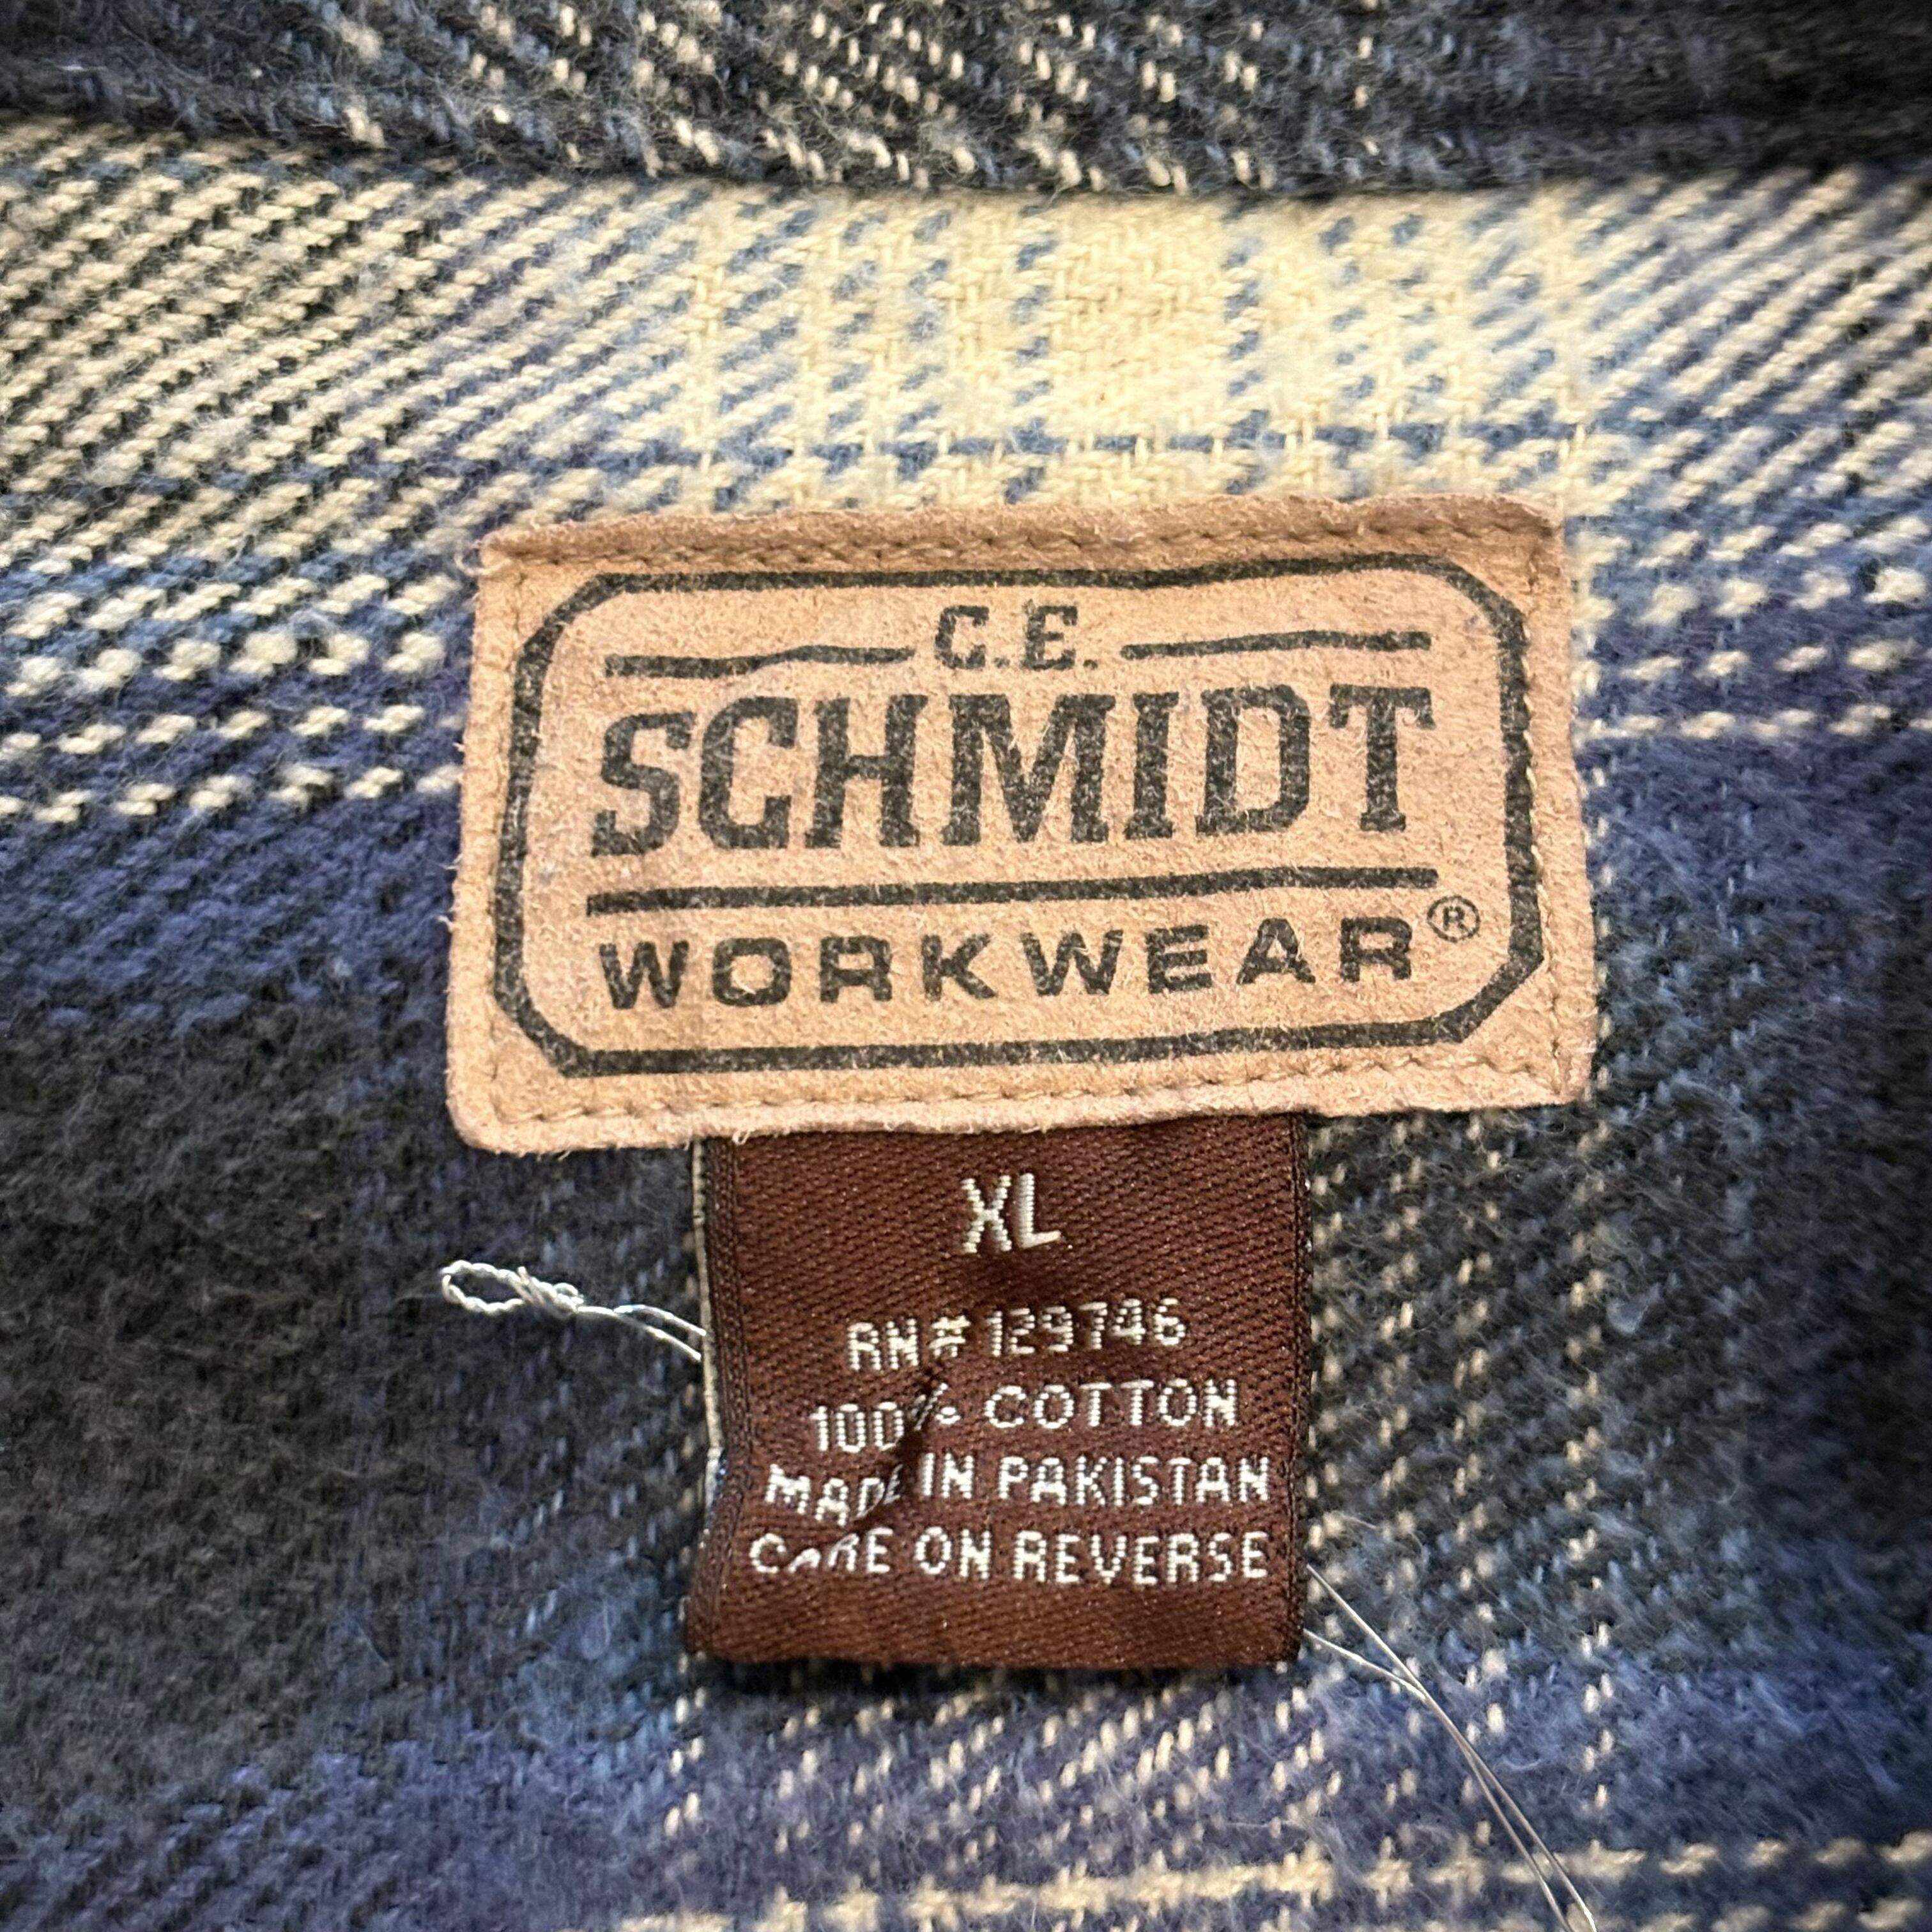 C.E.
SCHMIDT
WORKWEAR®
XL
RN# 129746
100% COTTON
MADE IN PAKISTAN
CARE ON REVERSE